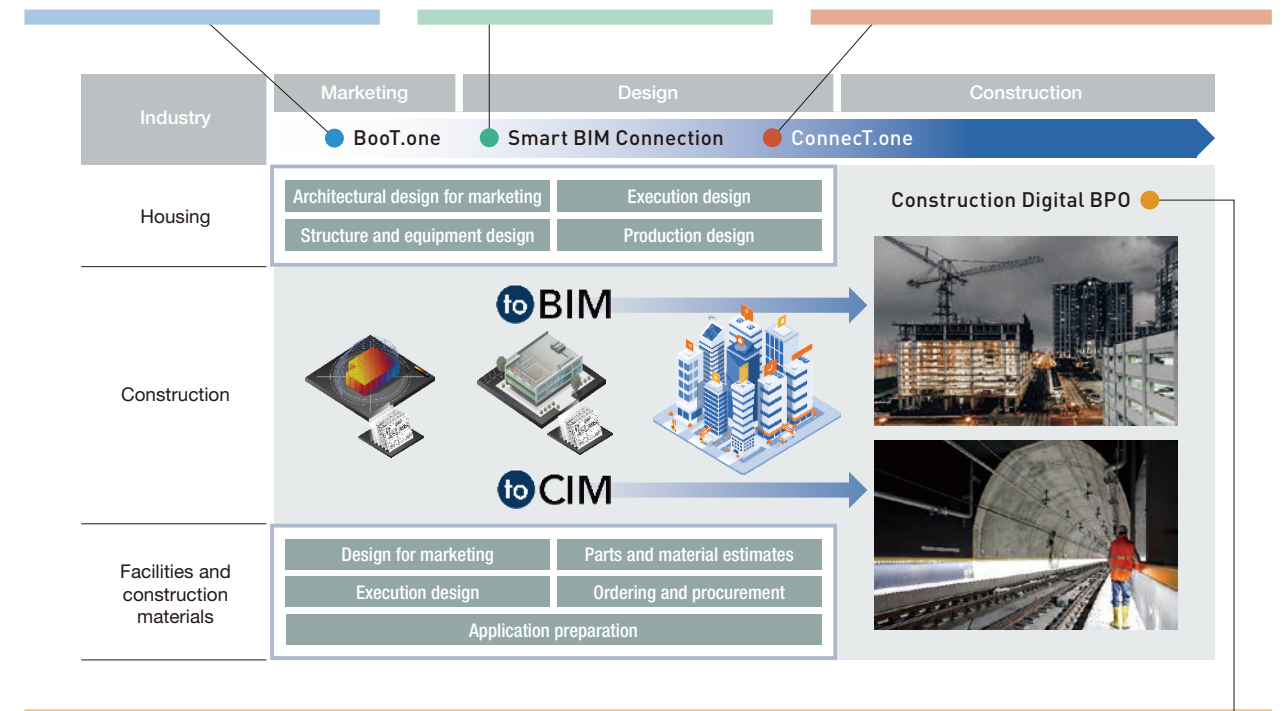 Industry
Marketing
Design
Construction
BooT.one
Smart BIM Connection
ConnecT.one
Housing
Architectural design for marketing
Execution design
Structure and equipment design
Production design
Construction Digital BPO
Construction
to BIM
to CIM
Facilities and
construction
materials
Design for marketing
Parts and material estimates
Execution design
Ordering and procurement
Application preparation